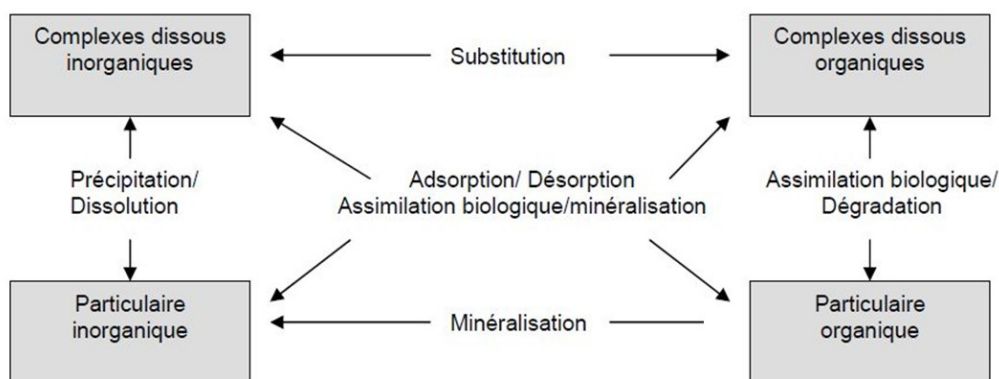 Complexes dissous
inorganiques
Substitution
Complexes dissous
organiques
Précipitation/
Dissolution
Adsorption/ Désorption
Assimilation biologique/minéralisation
Assimilation biologique/
Dégradation
Particulaire
inorganique
Minéralisation
Particulaire
organique